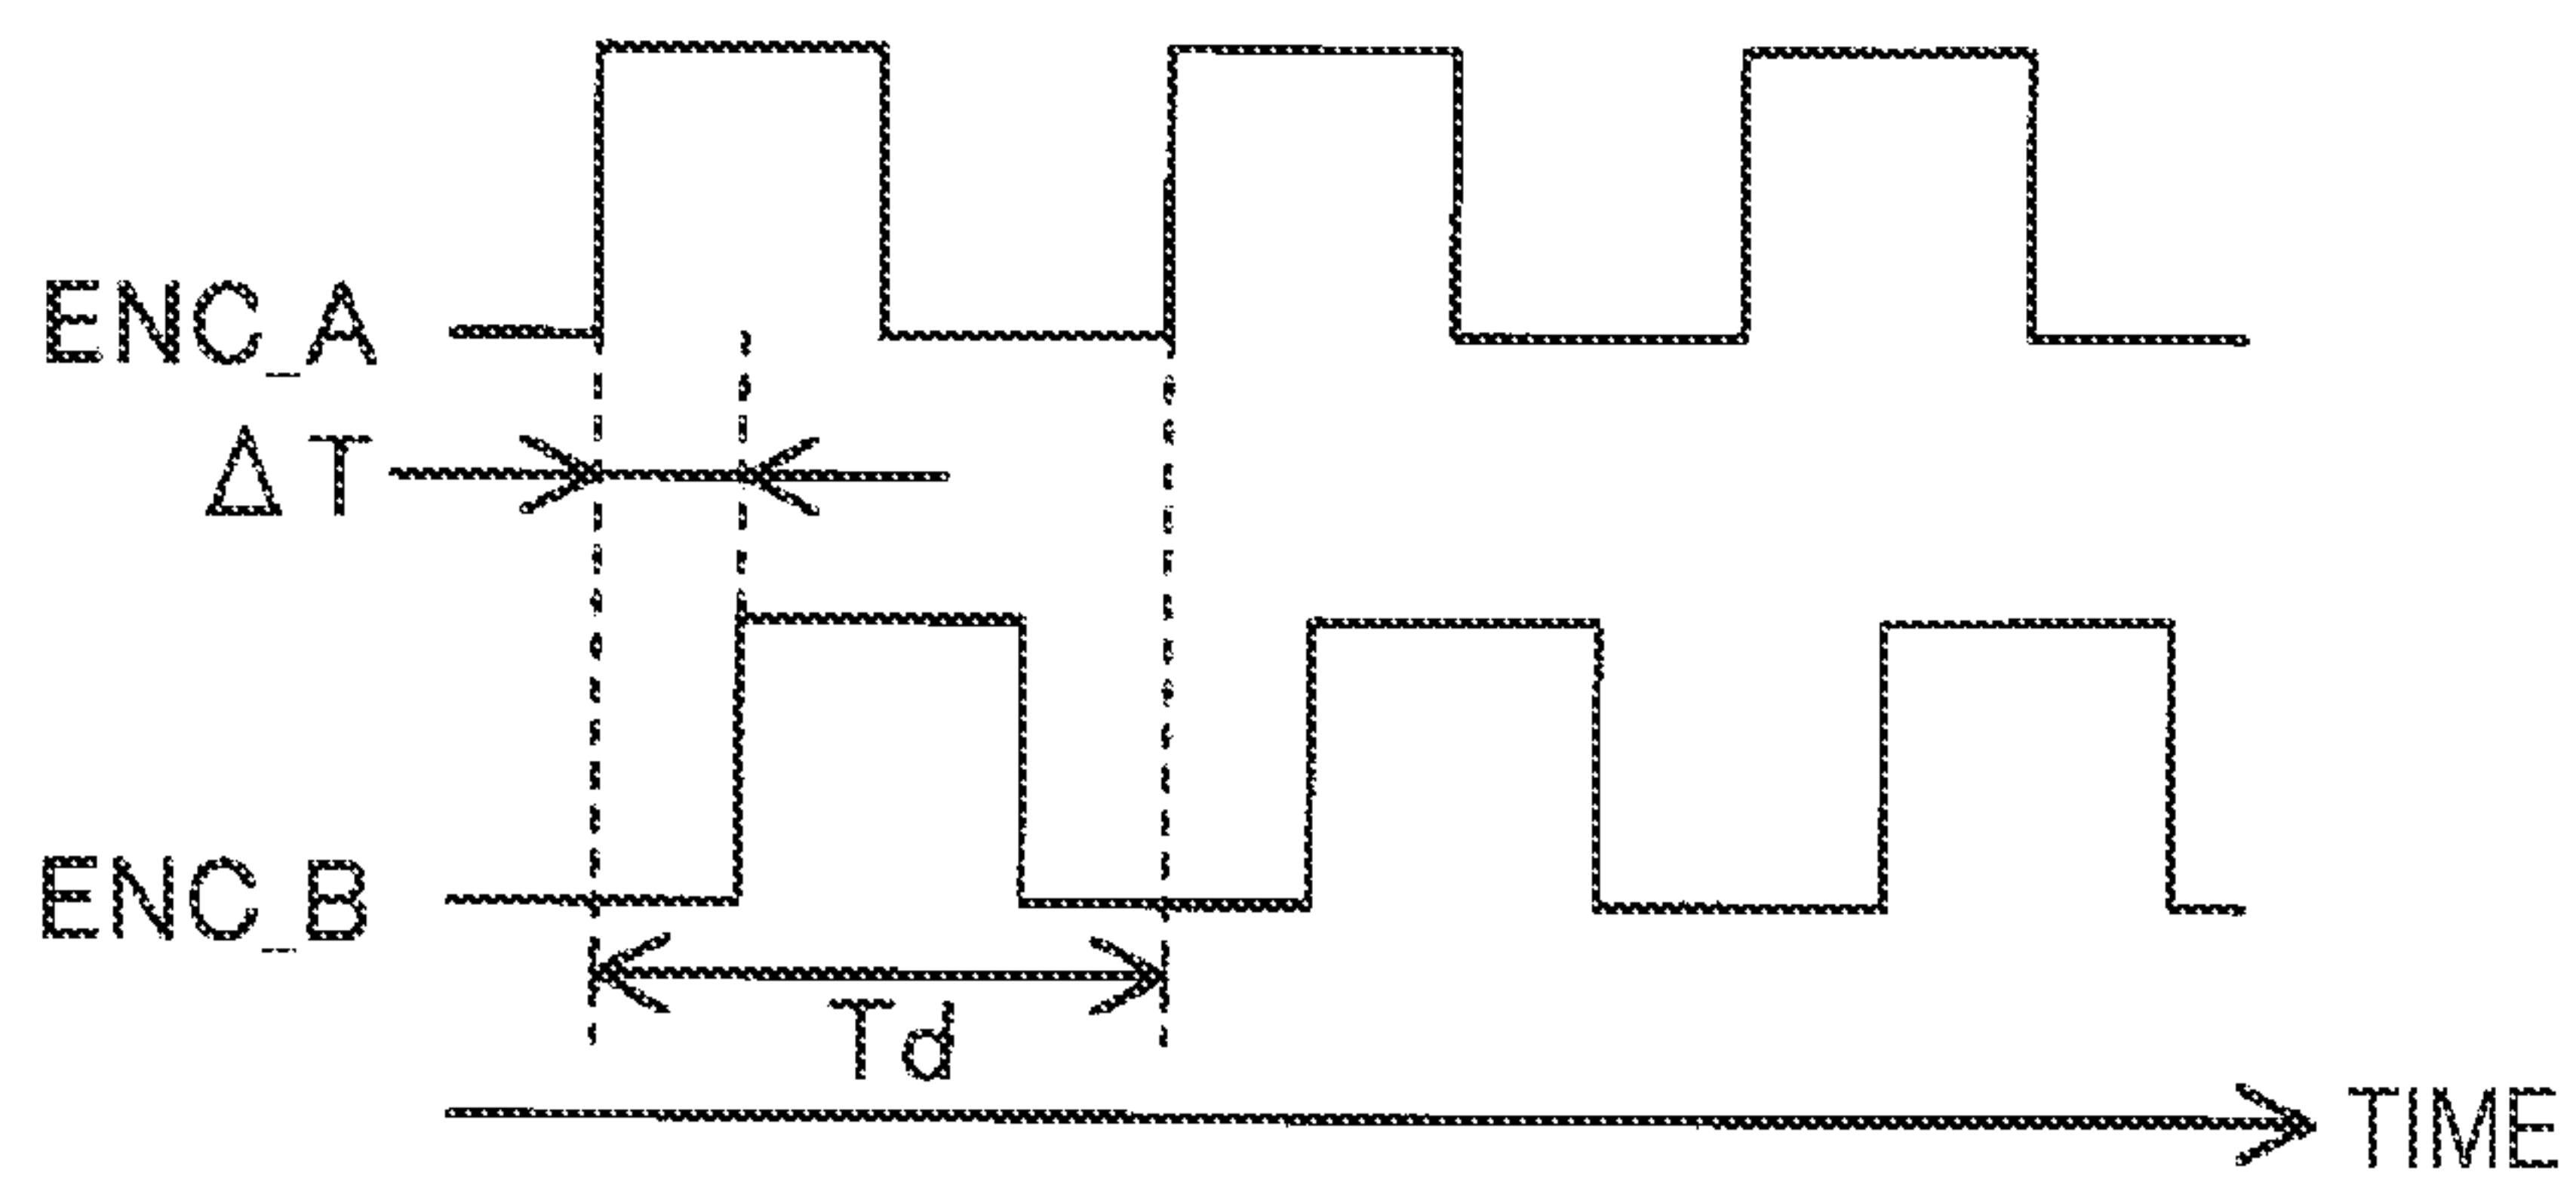 ENC_A
ΔT
ENC_B
Td
TIME